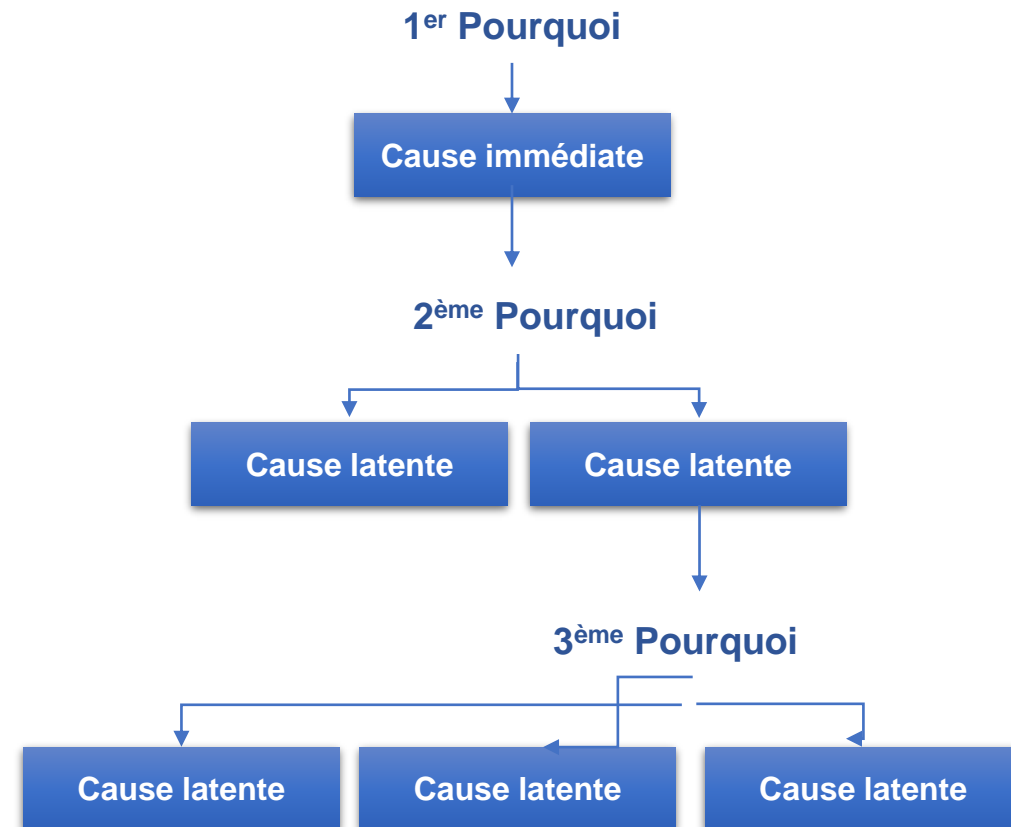 1er Pourquoi
Cause immédiate
2ème Pourquoi
Cause latente
Cause latente
3ème Pourquoi
Cause latente
Cause latente
Cause latente